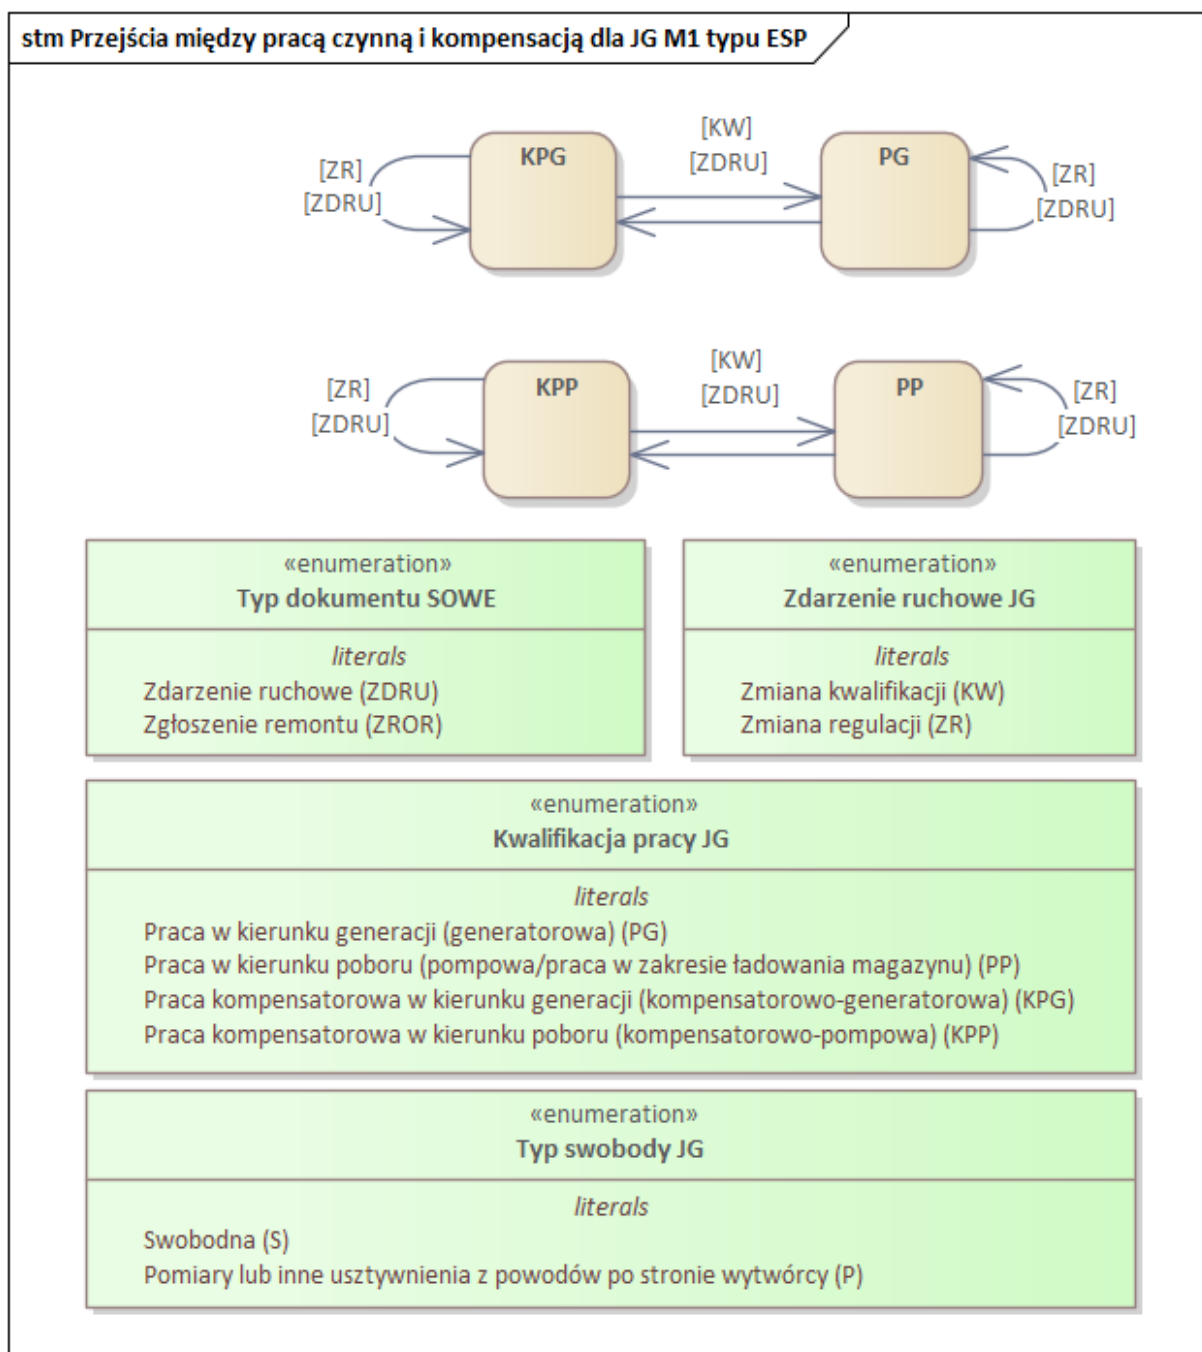 stm Przejścia między pracą czynną i kompensacją dla JG M1 typu ESP
[KW]
[ZDRU]
KPG
PG
[ZR]
[ZDRU]
[ZR]
[ZDRU]
[KW]
[ZDRU]
KPP
PP
[ZR]
[ZDRU]
[ZR]
[ZDRU]
«enumeration»
Typ dokumentu SOWE
literals
Zdarzenie ruchowe (ZDRU)
Zgłoszenie remontu (ZROR)
«enumeration»
Zdarzenie ruchowe JG
literals
Zmiana kwalifikacji (KW)
Zmiana regulacji (ZR)
«enumeration»
Kwalifikacja pracy JG
literals
Praca w kierunku generacji (generatorowa) (PG)
Praca w kierunku poboru (pompowa/praca w zakresie ładowania magazynu) (PP)
Praca kompensatorowa w kierunku generacji (kompensatorowo-generatorowa) (KPG)
Praca kompensatorowa w kierunku poboru (kompensatorowo-pompowa) (KPP)
«enumeration»
Typ swobody JG
literals
Swobodna (S)
Pomiary lub inne usztywnienia z powodów po stronie wytwórcy (P)